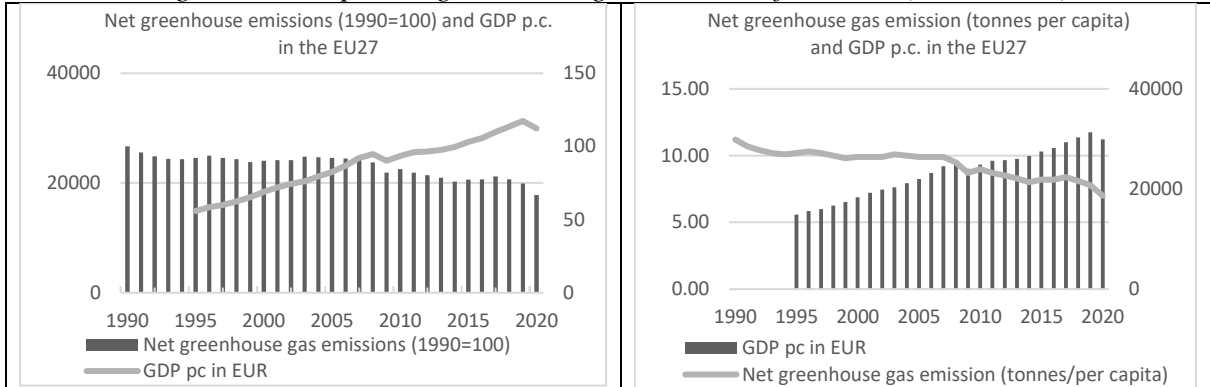 Net greenhouse emissions (1990=100) and GDP p.c.
in the EU27
40000
20000
0
150
100
50
0
1990 1995 2000 2005 2010 2015 2020
Net greenhouse gas emissions (1990=100)
GDP pc in EUR
Net greenhouse gas emission (tonnes per capita)
and GDP p.c. in the EU27
15.00
10.00
5.00
0.00
40000
20000
0
1990 1995 2000 2005 2010 2015 2020
GDP pc in EUR
Net greenhouse gas emission (tonnes/per capita)